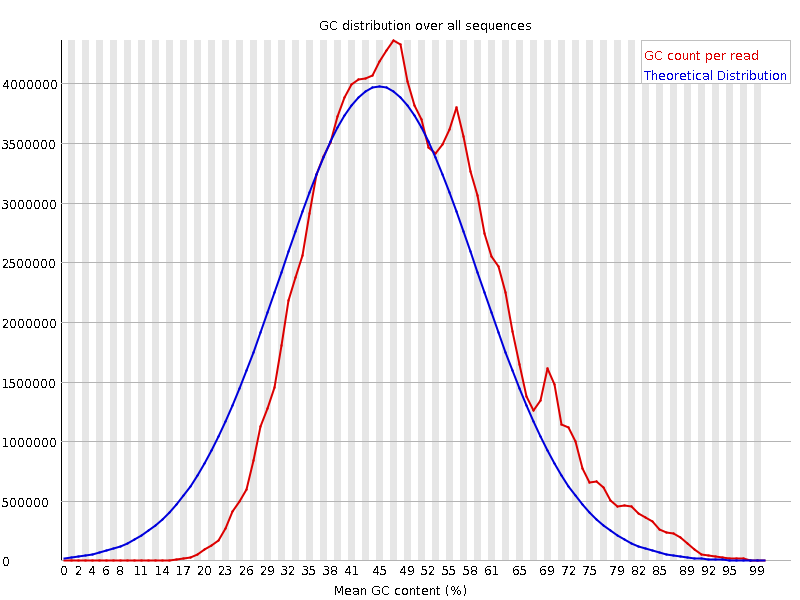 GC distribution over all sequences
GC count per read
Theoretical Distribution
4000000
3500000
3000000
2500000
2000000
1500000
1000000
500000
0
0 2 4 6 8 11 14 17 20 23 26 29 32 35 38 41 45 49 52 55 58 61 65 69 72 75 79 82 85 89 92 95 99
Mean GC content (%)